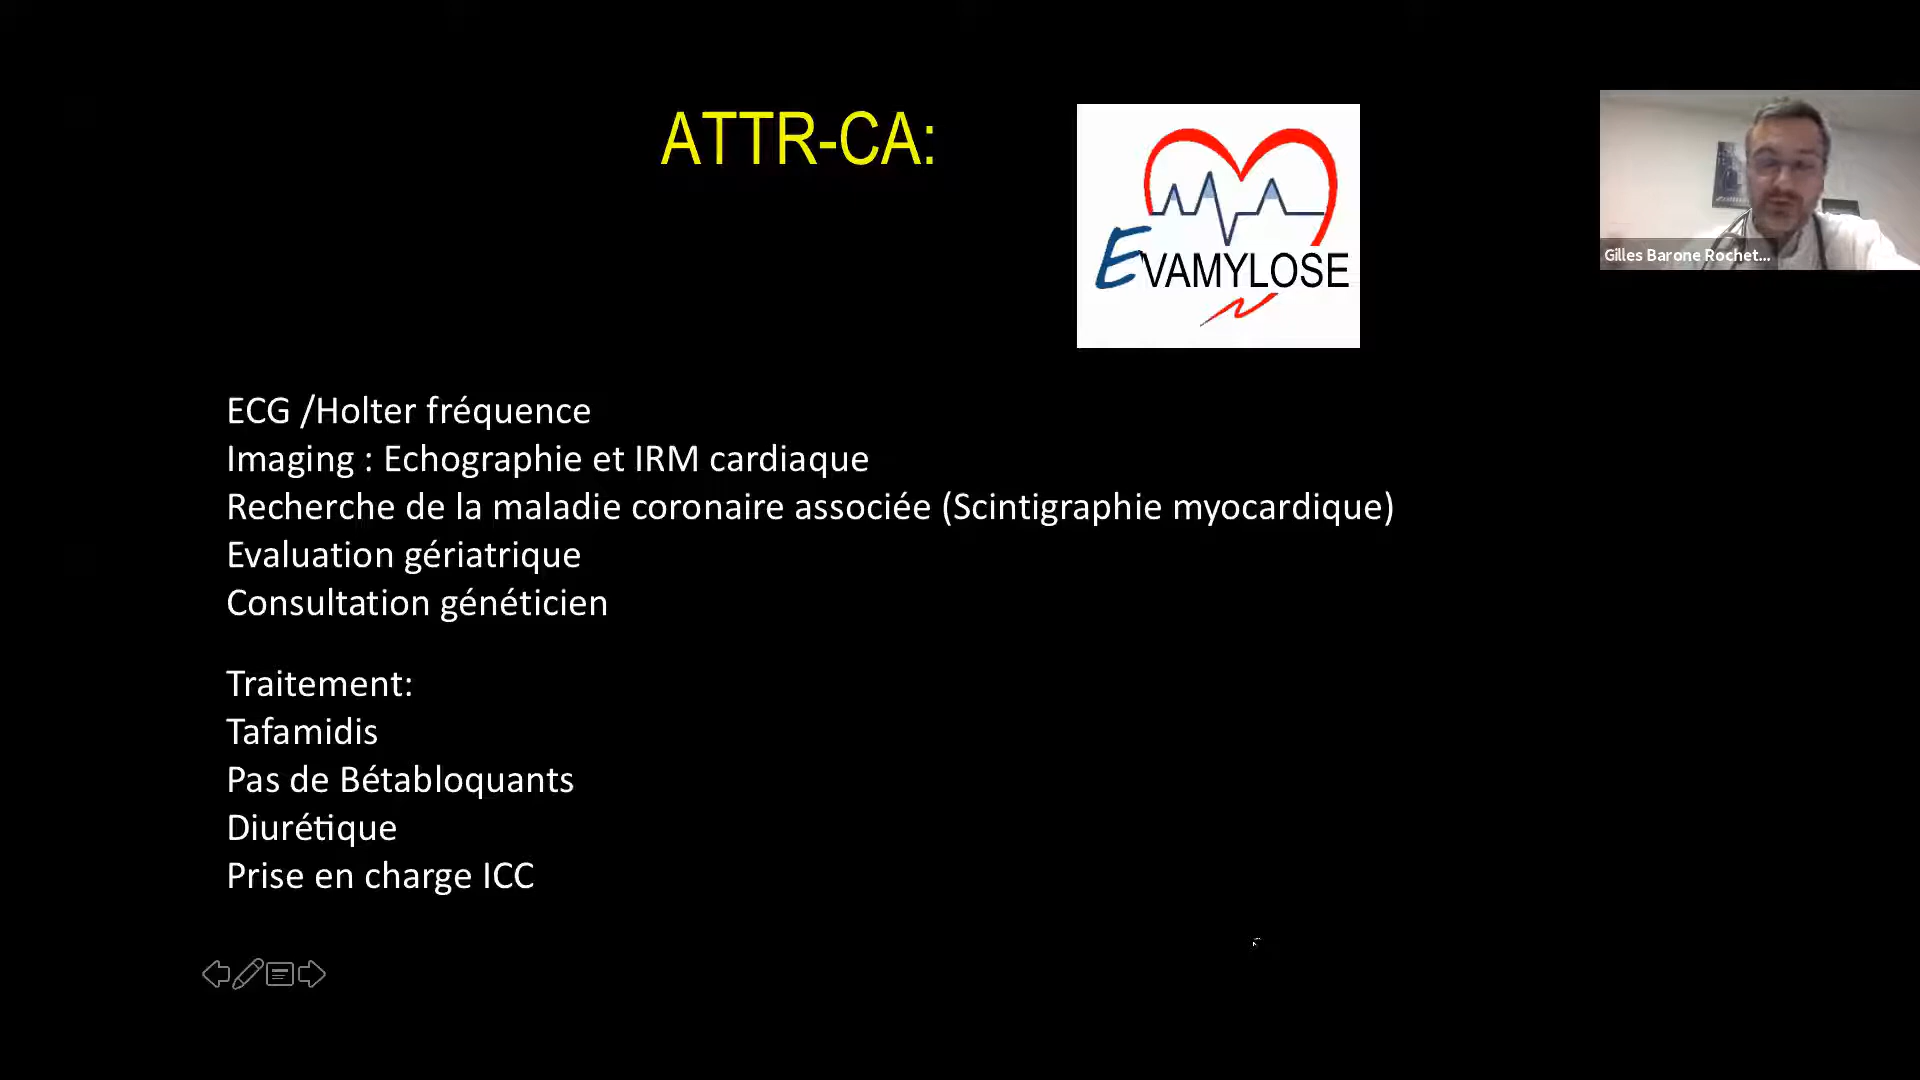 ATTR-CA:
EVAMYLOSE
Gilles Barone Rochet...
ECG /Holter fréquence
Imaging : Echographie et IRM cardiaque
Recherche de la maladie coronaire associée (Scintigraphie myocardique)
Evaluation gériatrique
Consultation généticien
Traitement:
Tafamidis
Pas de Bétabloquants
Diurétique
Prise en charge ICC